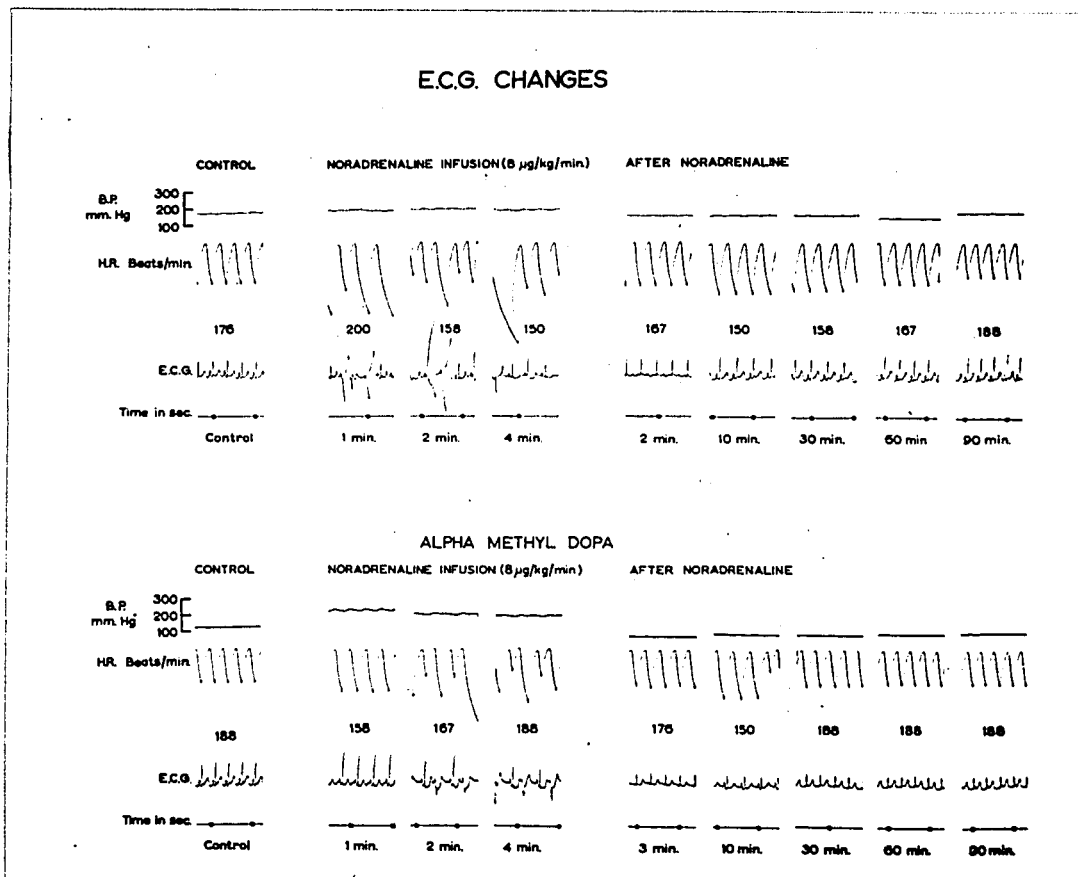 E.C.G. CHANGES
CONTROL NORADRENALINE INFUSION (8 µg/kg/min.) AFTER NORADRENALINE
B.P. mm. Hg 300 200 100
H.R. Beats/min.
176 200 158 150 167 150 158 167 188
E.C.G.
Time in sec.
Control 1 min. 2 min. 4 min. 2 min. 10 min. 30 min. 60 min 90 min.
ALPHA METHYL DOPA
CONTROL NORADRENALINE INFUSION (8 µg/kg/min) AFTER NORADRENALINE
B.P. mm. Hg 300 200 100
H.R. Beats/min.
188 158 167 188 176 150 188 188 188
E.C.G.
Time in sec.
Control 1 min. 2 min. 4 min. 3 min. 10 min. 30 min. 60 min. 90 min.